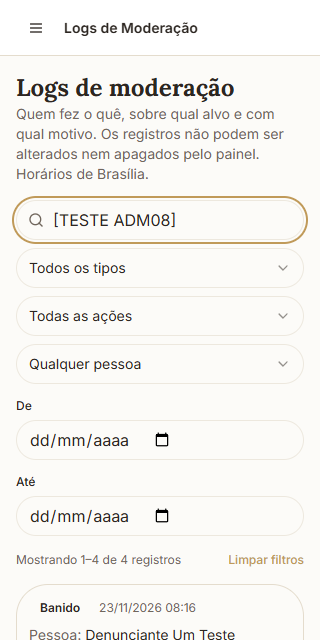 Logs de Moderação
Logs de moderação
Quem fez o quê, sobre qual alvo e com
qual motivo. Os registros não podem ser
alterados nem apagados pelo painel.
Horários de Brasília.
[TESTE ADM08]
Todos os tipos
Todas as ações
Qualquer pessoa
De
dd/mm/aaaa
Até
dd/mm/aaaa
Mostrando 1–4 de 4 registros Limpar filtros
Banido 23/11/2026 08:16
Pessoa: Denunciante Um Teste